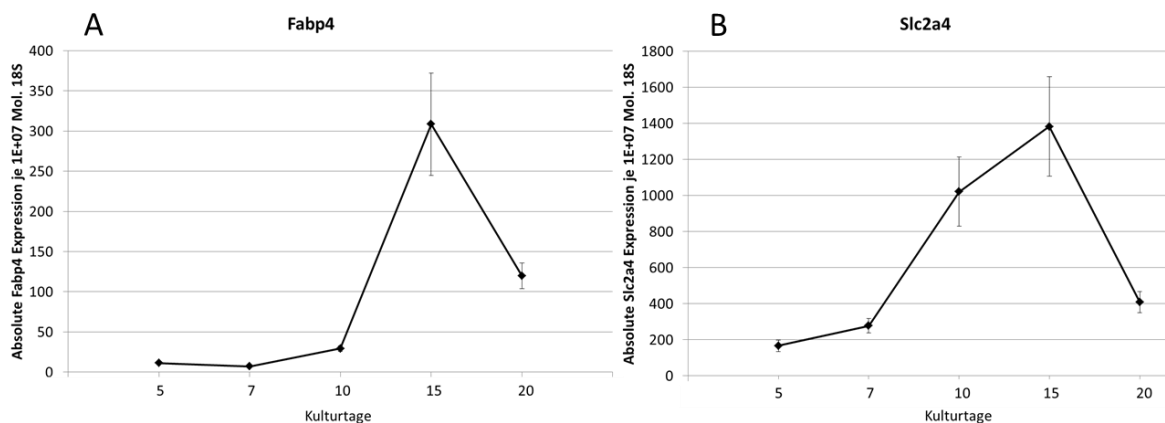 A
Fabp4
Absolute Fabp4 Expression je 1E+07 Mol. 18S
400
350
300
250
200
150
100
50
0
5 7 10 15 20
Kulturtage
B
Slc2a4
Absolute Slc2a4 Expression je 1E+07 Mol. 18S
1800
1600
1400
1200
1000
800
600
400
200
0
5 7 10 15 20
Kulturtage